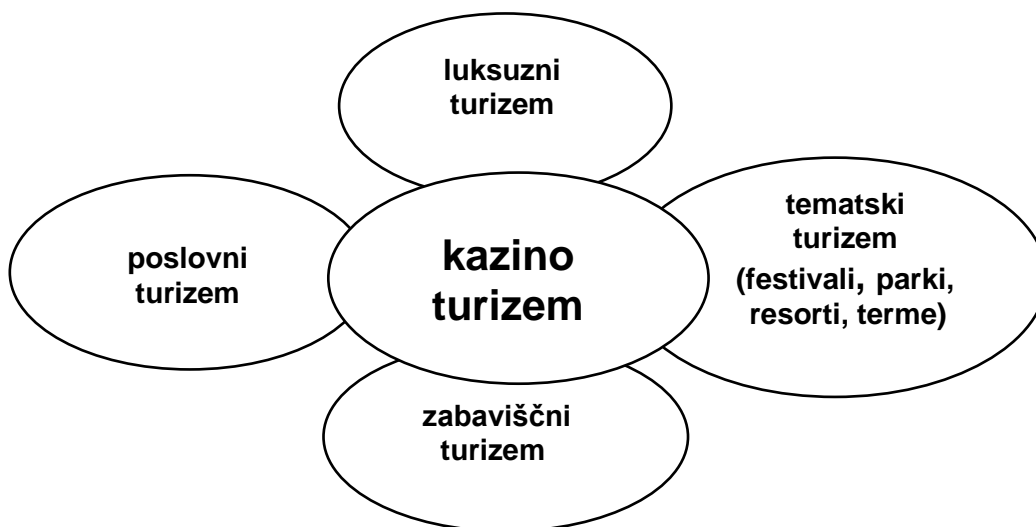 luksuzni
turizem
poslovni
turizem
kazino
turizem
tematski
turizem
(festivali, parki,
resorti, terme)
zabaviščni
turizem